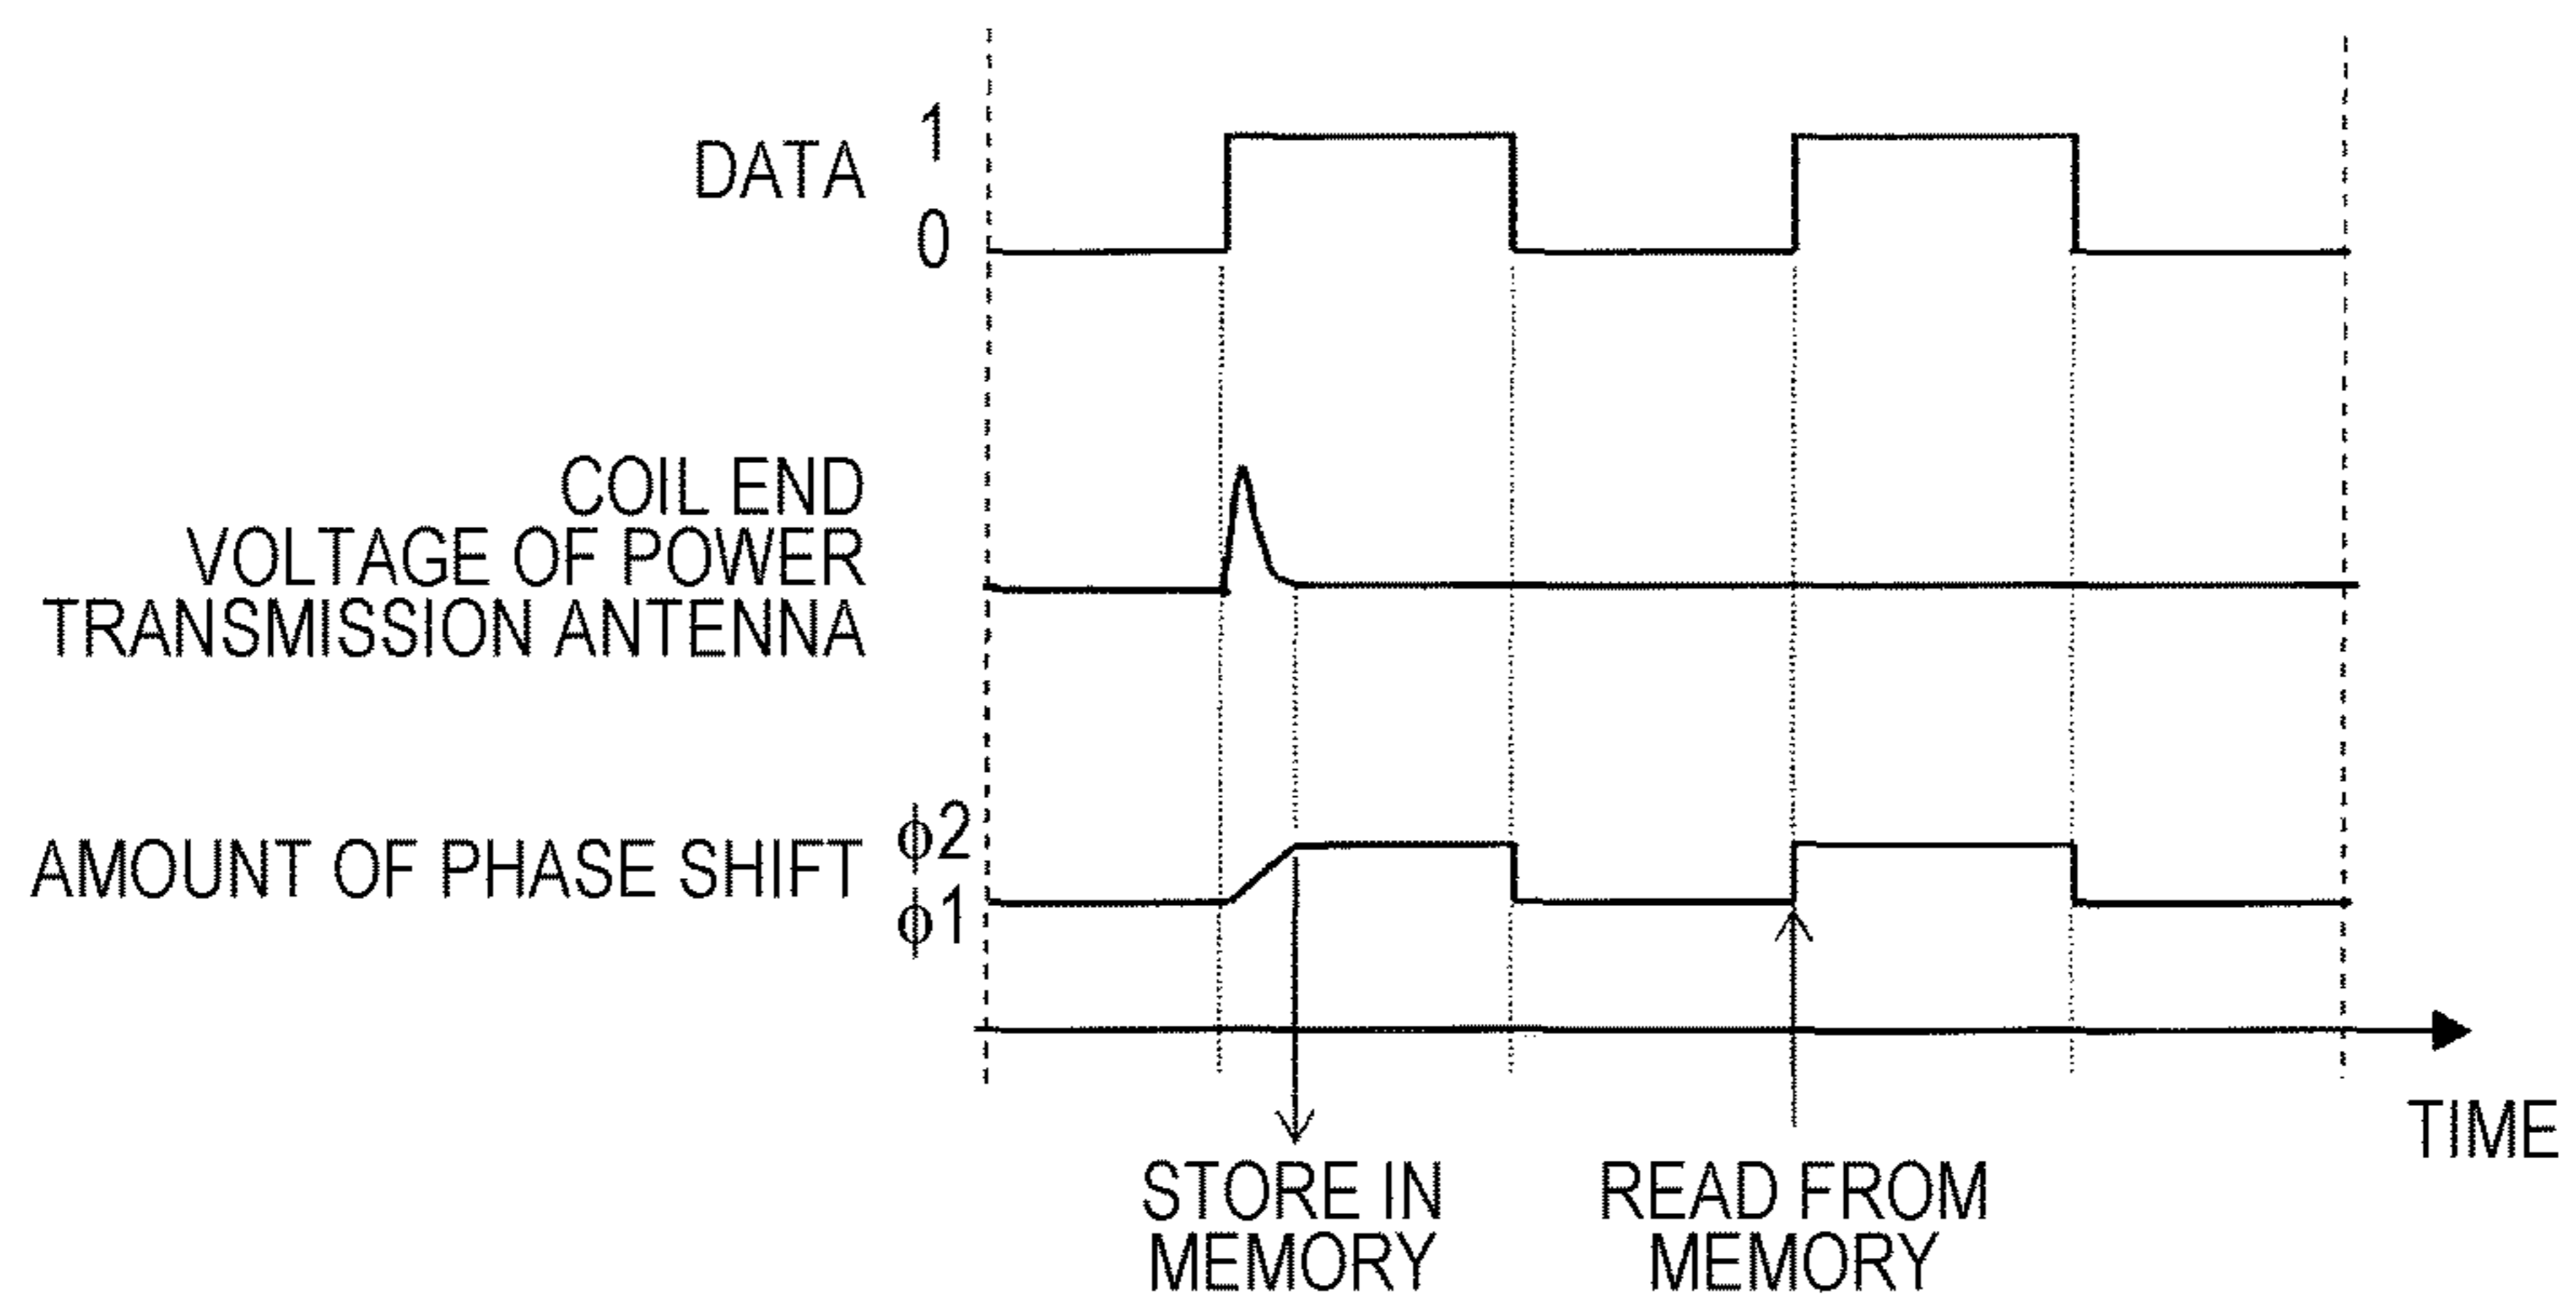 1
DATA
0
COIL END
VOLTAGE OF POWER
TRANSMISSION ANTENNA
ϕ2
AMOUNT OF PHASE SHIFT
ϕ1
TIME
STORE IN
MEMORY
READ FROM
MEMORY